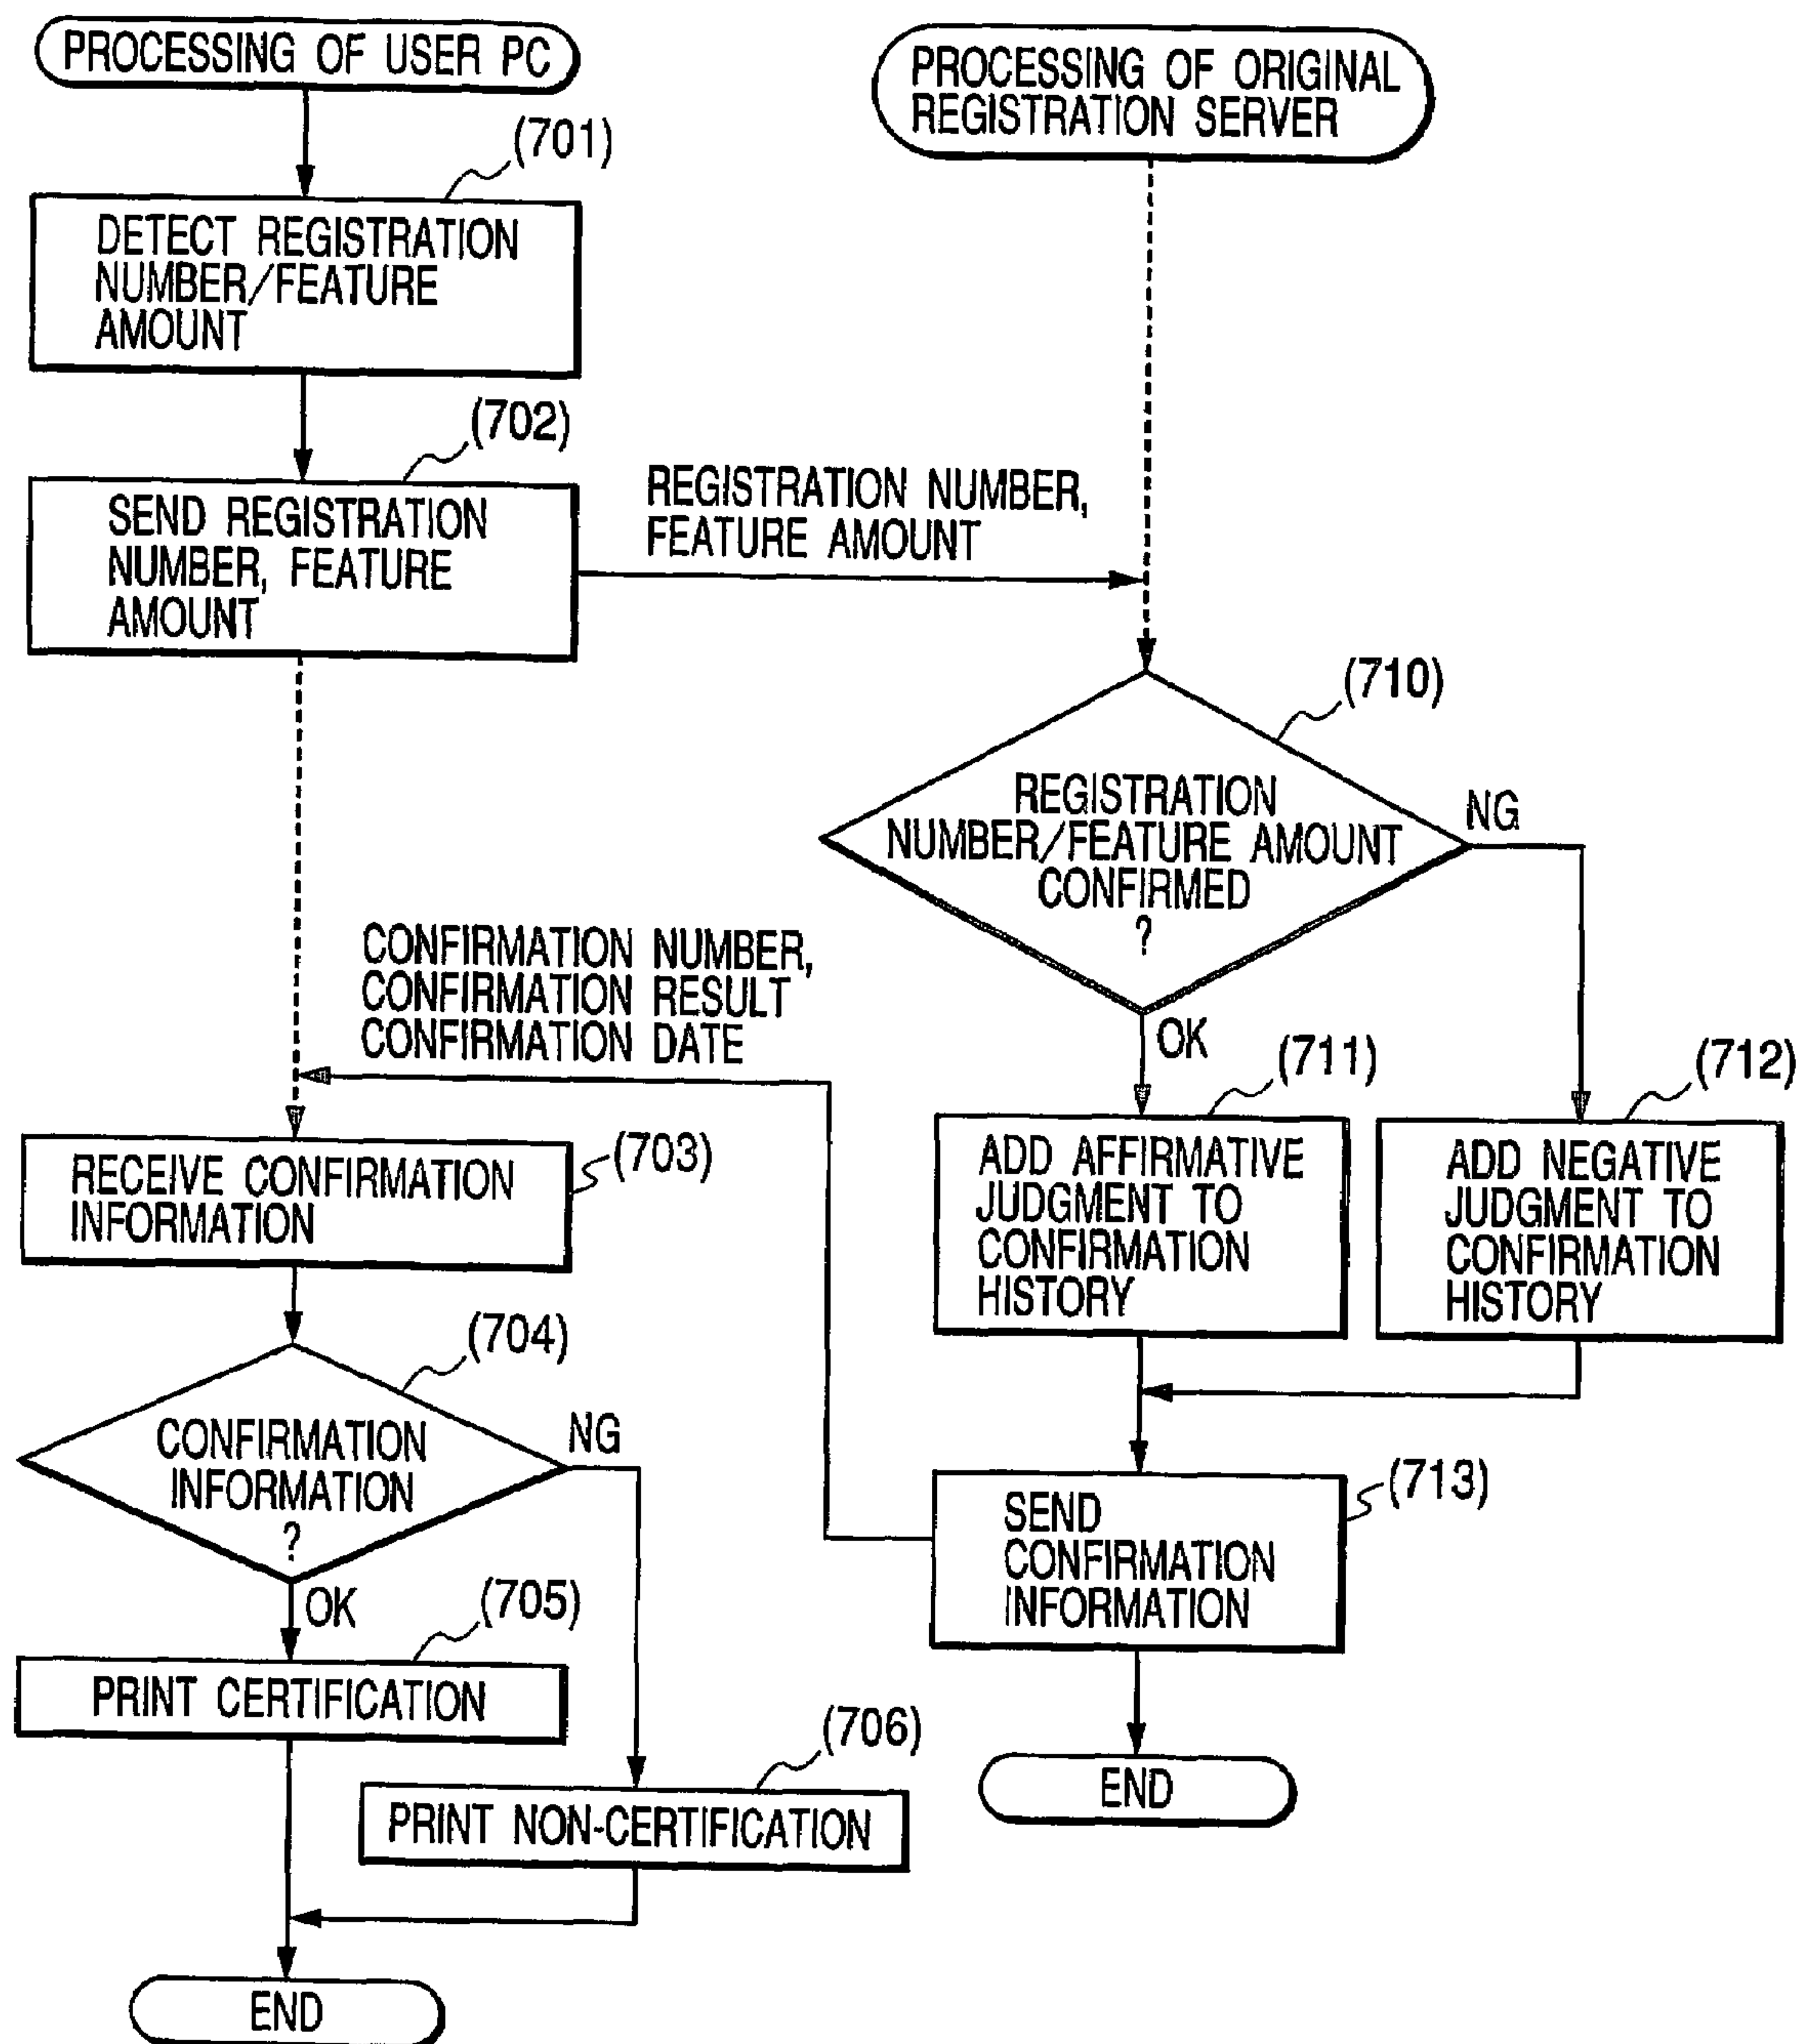 PROCESSING OF USER PC
(701)
DETECT REGISTRATION
NUMBER/FEATURE
AMOUNT
(702)
SEND REGISTRATION
NUMBER, FEATURE
AMOUNT
REGISTRATION NUMBER,
FEATURE AMOUNT
PROCESSING OF ORIGINAL
REGISTRATION SERVER
(710)
REGISTRATION
NUMBER/FEATURE AMOUNT
CONFIRMED
?
NG
OK
(711)
ADD AFFIRMATIVE
JUDGMENT TO
CONFIRMATION
HISTORY
(712)
ADD NEGATIVE
JUDGMENT TO
CONFIRMATION
HISTORY
(713)
SEND
CONFIRMATION
INFORMATION
END
CONFIRMATION NUMBER,
CONFIRMATION RESULT
CONFIRMATION DATE
(703)
RECEIVE CONFIRMATION
INFORMATION
(704)
CONFIRMATION
INFORMATION
?
NG
OK
(705)
PRINT CERTIFICATION
(706)
PRINT NON-CERTIFICATION
END